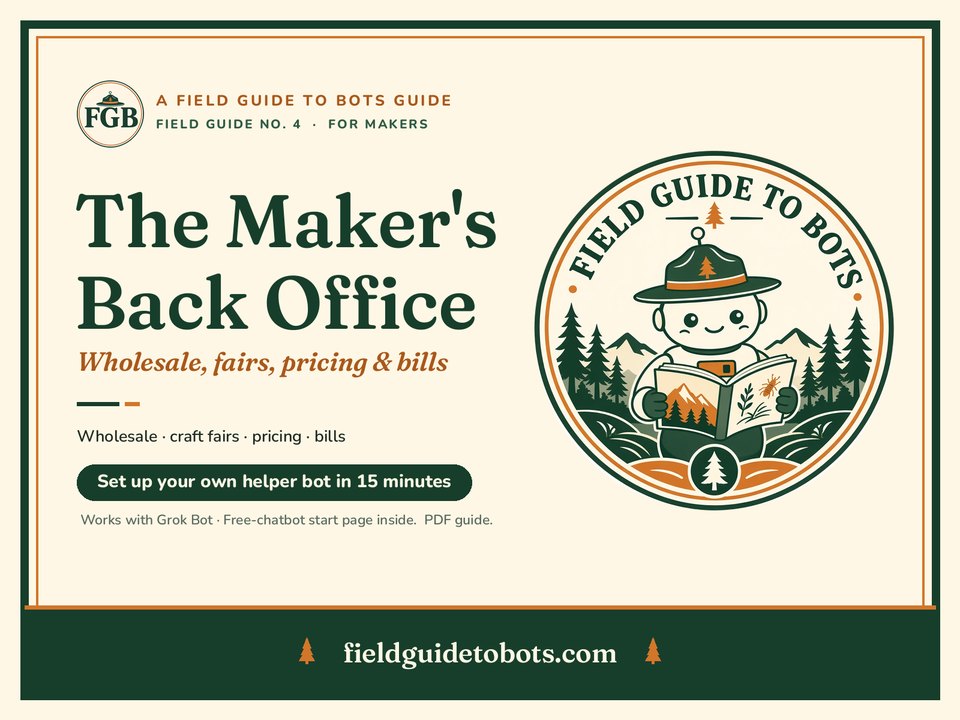 FGB
A FIELD GUIDE TO BOTS GUIDE
FIELD GUIDE NO. 4 · FOR MAKERS
The Maker's
Back Office
Wholesale, fairs, pricing & bills
Wholesale · craft fairs · pricing · bills
Set up your own helper bot in 15 minutes
Works with Grok Bot · Free-chatbot start page inside. PDF guide.
FIELD GUIDE TO BOTS
fieldguidetobots.com